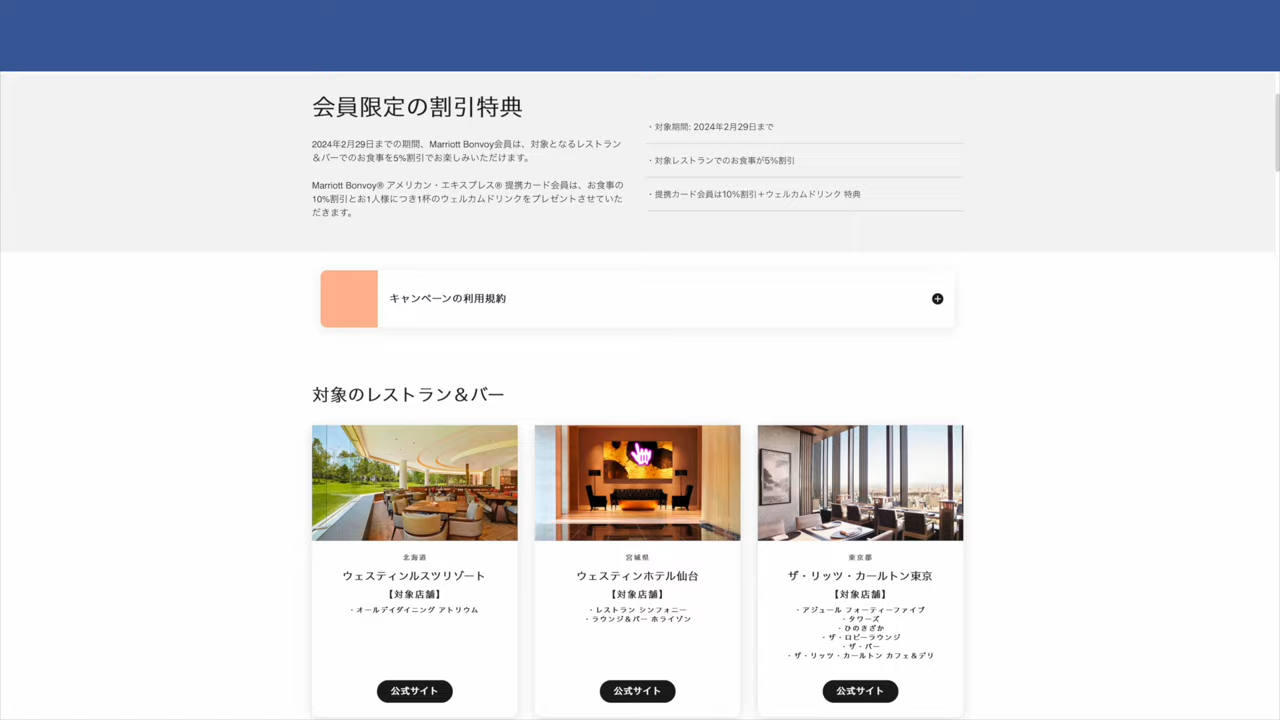 会員限定の割引特典
2024年2月29日までの期間、Marriott Bonvoy会員は、対象となるレストラン
＆バーでのお食事を5%割引でお楽しみいただけます。
Marriott Bonvoy® アメリカン・エキスプレス® 提携カード会員は、お食事の
10%割引とお1人様につき1杯のウェルカムドリンクをプレゼントさせていた
だきます。
・対象期間: 2024年2月29日まで
・対象レストランでのお食事が5%割引
・提携カード会員は10%割引＋ウェルカムドリンク 特典
キャンペーンの利用規約
対象のレストラン＆バー
北海道
ウェスティンルスツリゾート
【対象店舗】
・オールデイダイニング アトリウム
公式サイト
宮城県
ウェスティンホテル仙台
【対象店舗】
・レストラン シンフォニー
・ラウンジ＆バー ホライゾン
公式サイト
東京都
ザ・リッツ・カールトン東京
【対象店舗】
・アジュール フォーティーファイブ
・タワーズ
・ひのきざか
・ザ・ロビーラウンジ
・ザ・バー
・ザ・リッツ・カールトン カフェ＆デリ
公式サイト